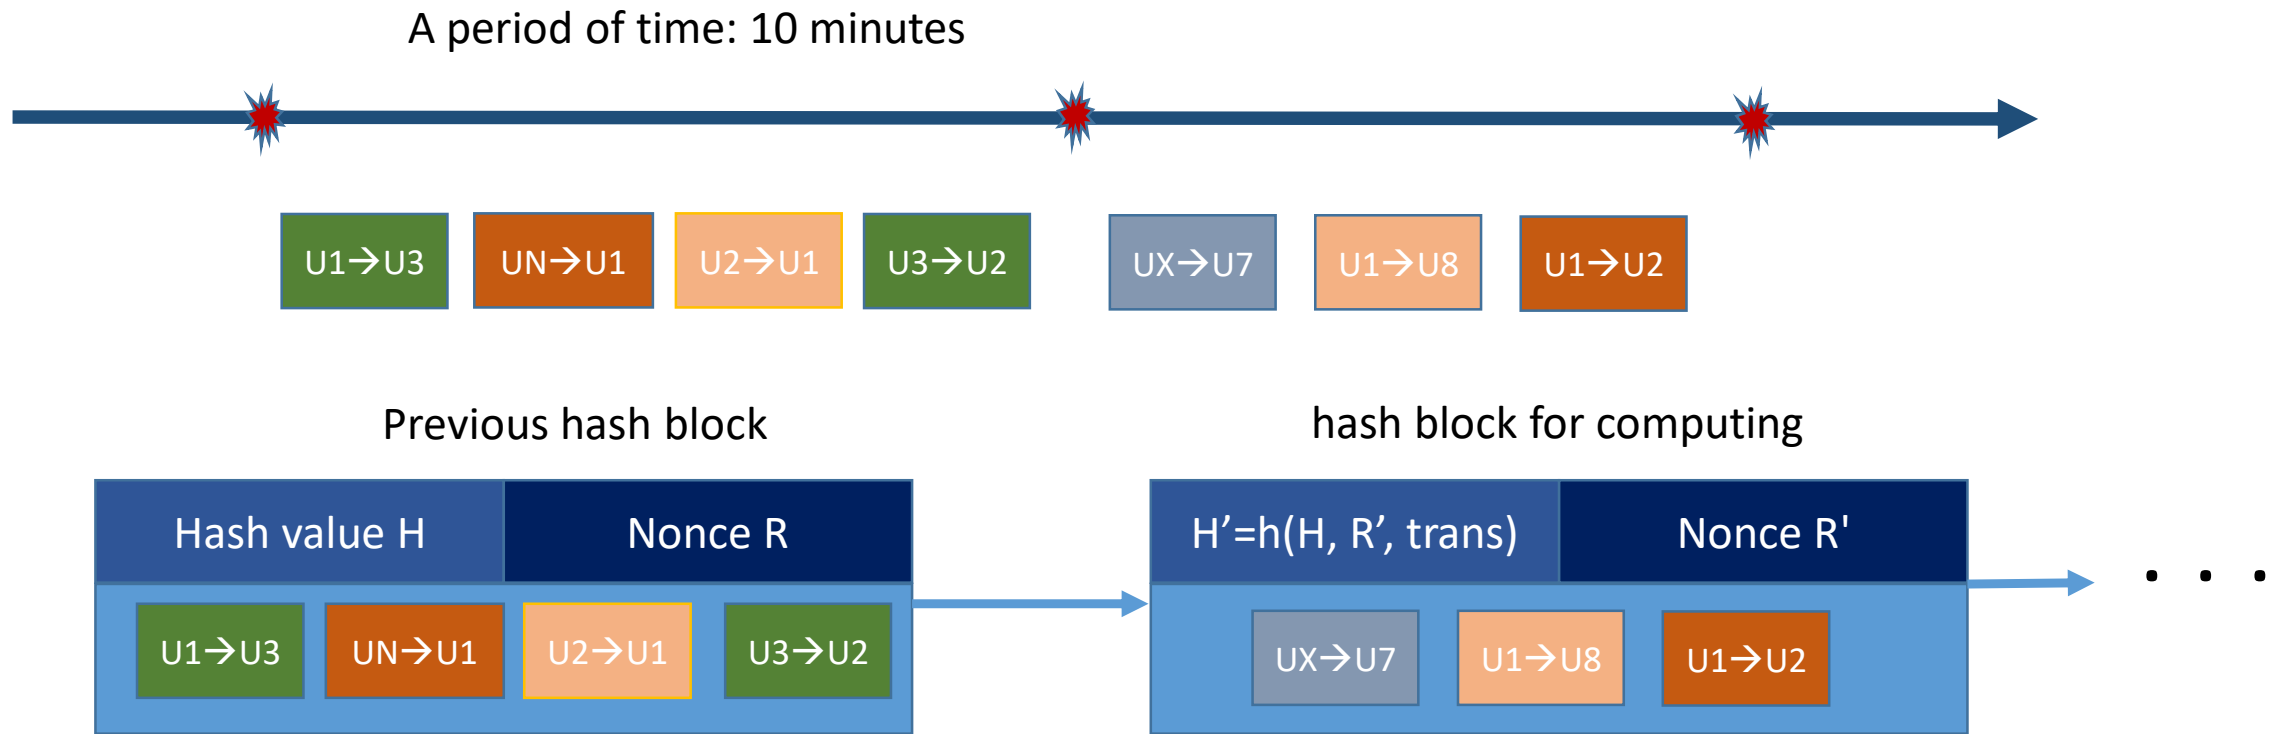 A period of time: 10 minutes
U1→U3 UN→U1 U2→U1 U3→U2 UX→U7 U1→U8 U1→U2
Previous hash block
hash block for computing
Hash value H
Nonce R
H’=h(H, R’, trans)
Nonce R'
U1→U3 UN→U1 U2→U1 U3→U2
UX→U7 U1→U8 U1→U2
. . .